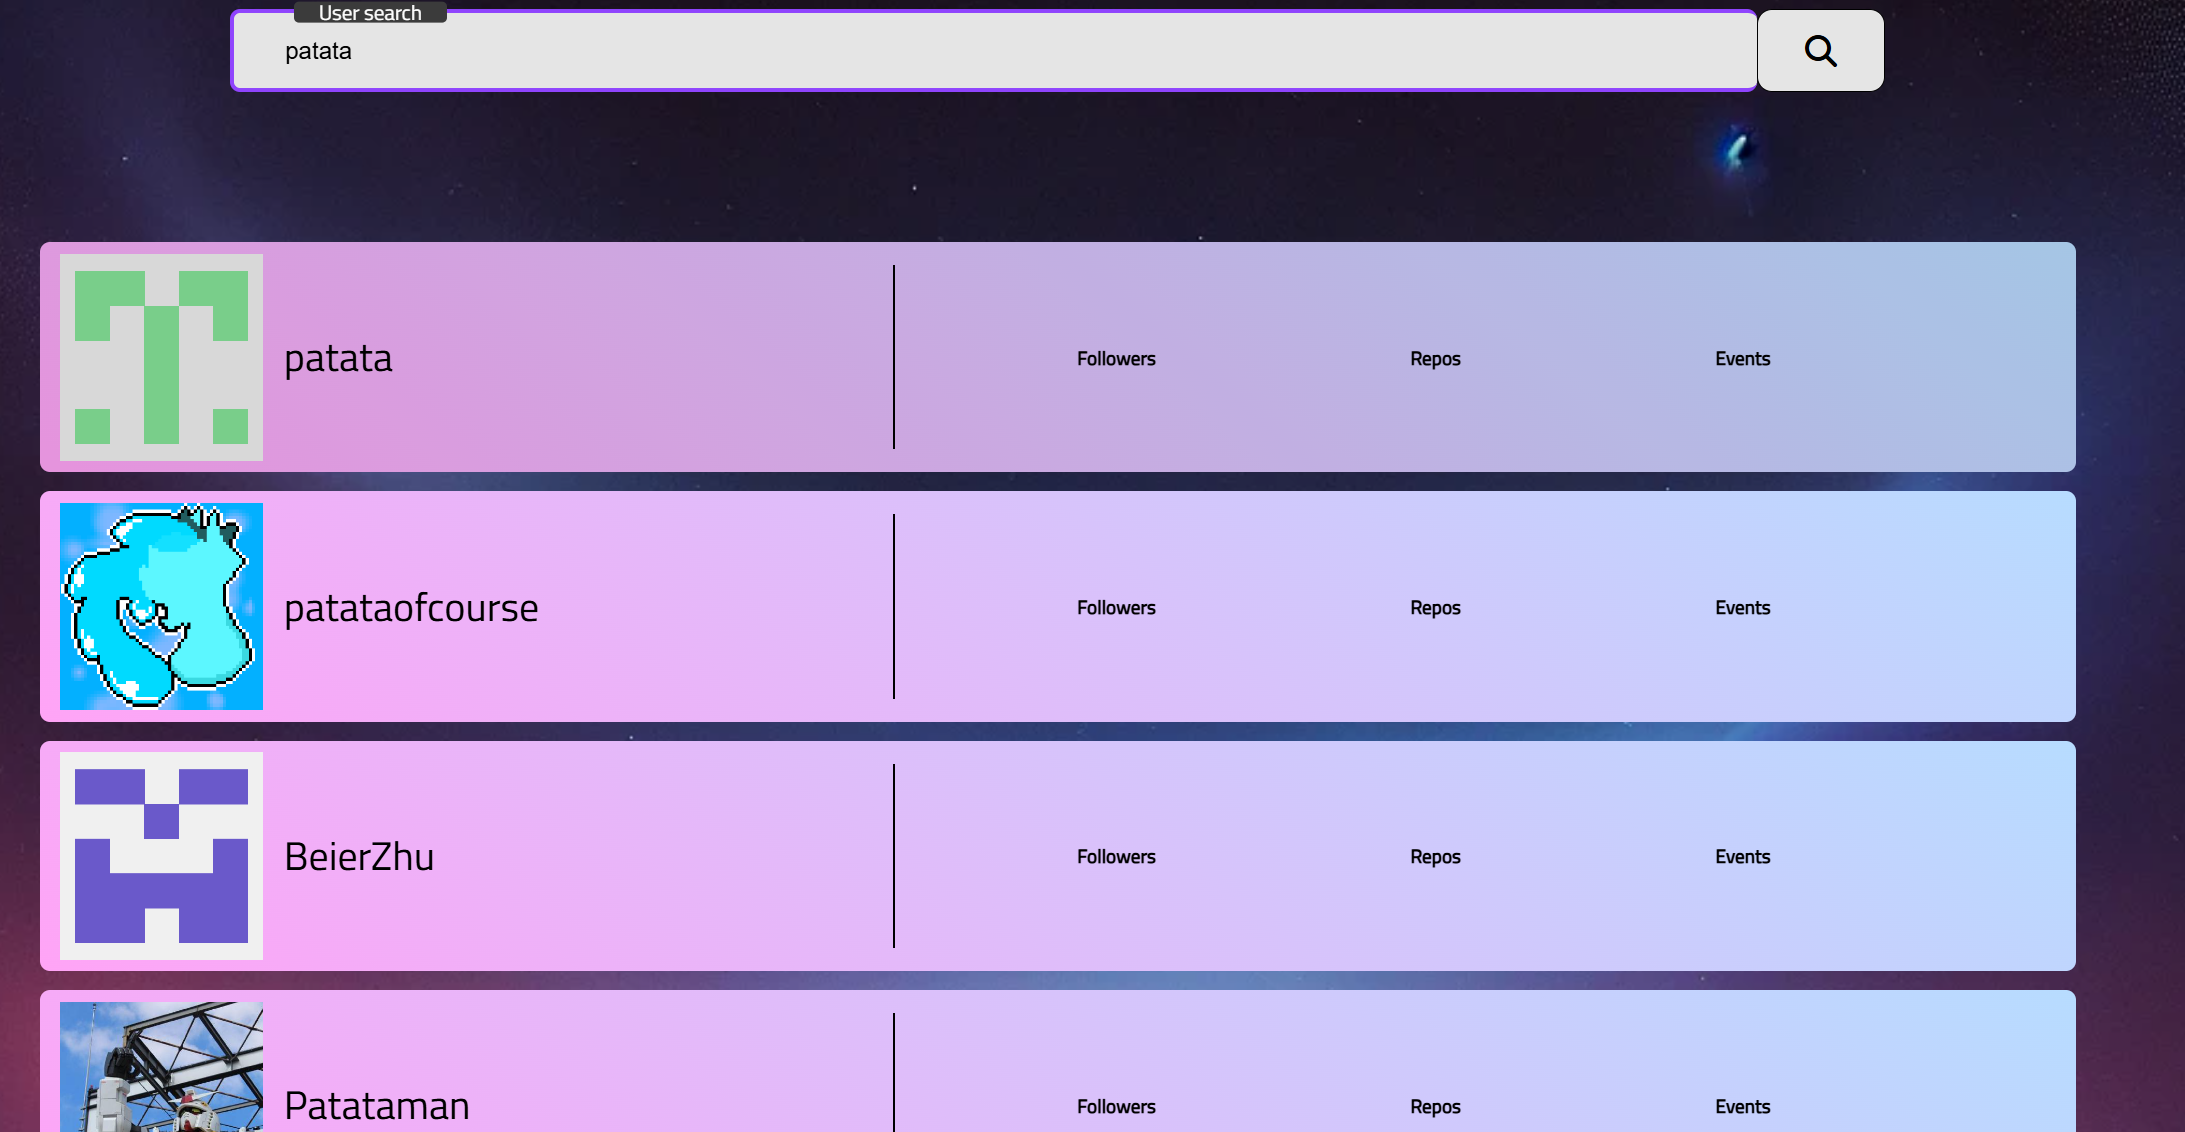 User search
patata
patata
Followers Repos Events
patataofcourse
Followers Repos Events
BeierZhu
Followers Repos Events
Patataman
Followers Repos Events